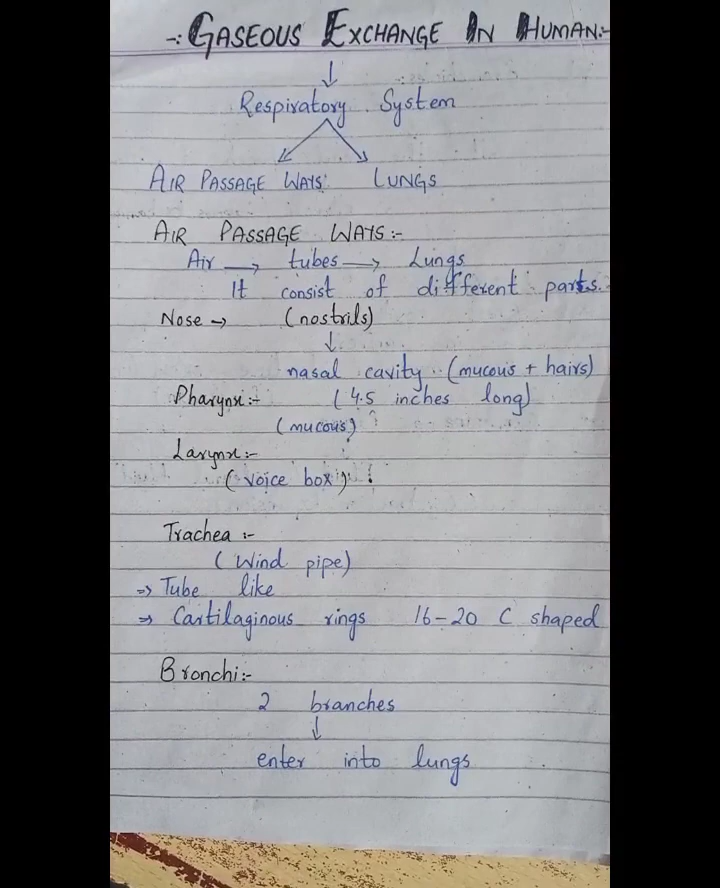 -: GASEOUS EXCHANGE IN HUMAN:-
↓
Respiratory System
AIR PASSAGE WAYS LUNGS
AIR PASSAGE WAYS:-
Air → tubes → Lungs
It consist of different parts.
Nose → (nostrils)
↓
nasal cavity (mucous + hairs)
Pharynx:- (4.5 inches long)
(mucous)
Larynx:-
(voice box)
Trachea :-
(Wind pipe)
⇒ Tube like
⇒ Cartilaginous rings 16-20 C shaped
Bronchi:-
2 branches
↓
enter into lungs